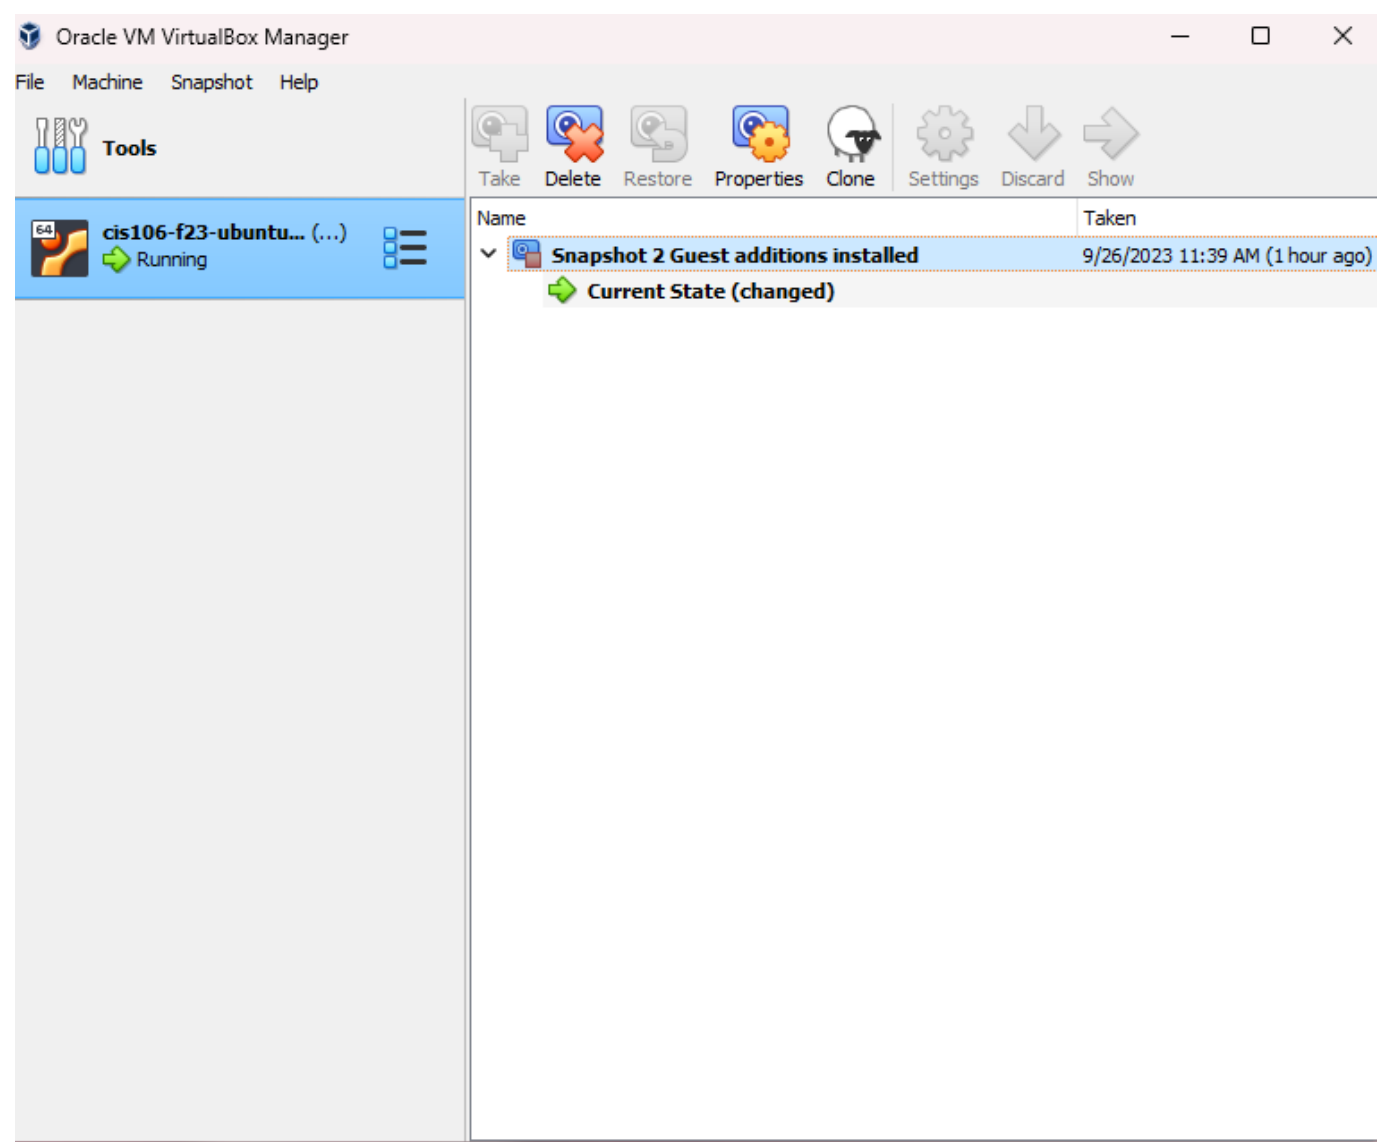 Oracle VM VirtualBox Manager
File Machine Snapshot Help
Tools
Take Delete Restore Properties Clone Settings Discard Show
64
cis106-f23-ubuntu... (...)
Running
Name Taken
Snapshot 2 Guest additions installed 9/26/2023 11:39 AM (1 hour ago)
Current State (changed)